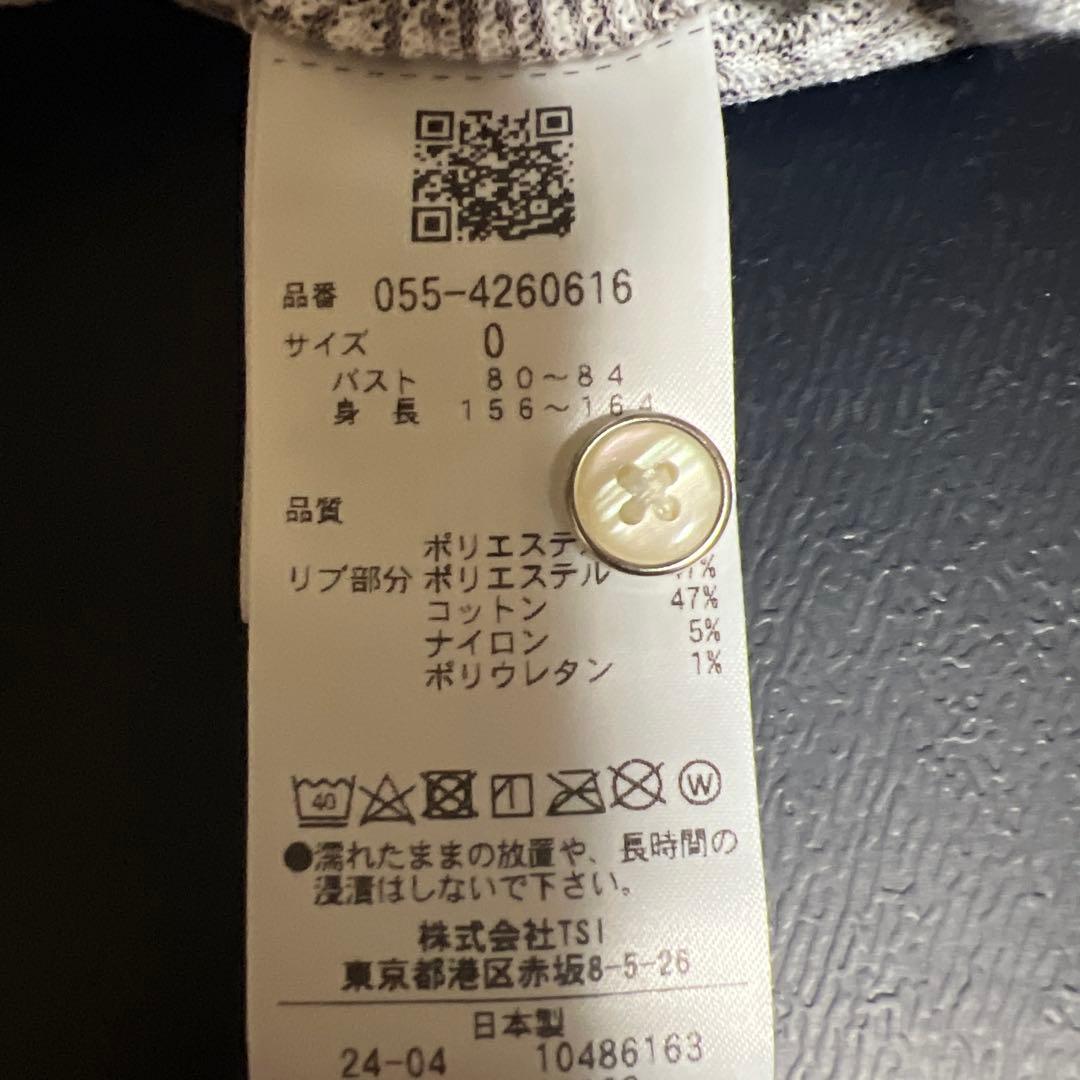 品番 055-4260616
サイズ 0
バスト 80〜84
身長 156〜164
品質
ポリエステ
リブ部分 ポリエステル 47%
コットン 47%
ナイロン 5%
ポリウレタン 1%
40
W
●濡れたままの放置や、長時間の
浸漬はしないで下さい。
株式会社TSI
東京都港区赤坂8-5-26
日本製
24-04 10486163